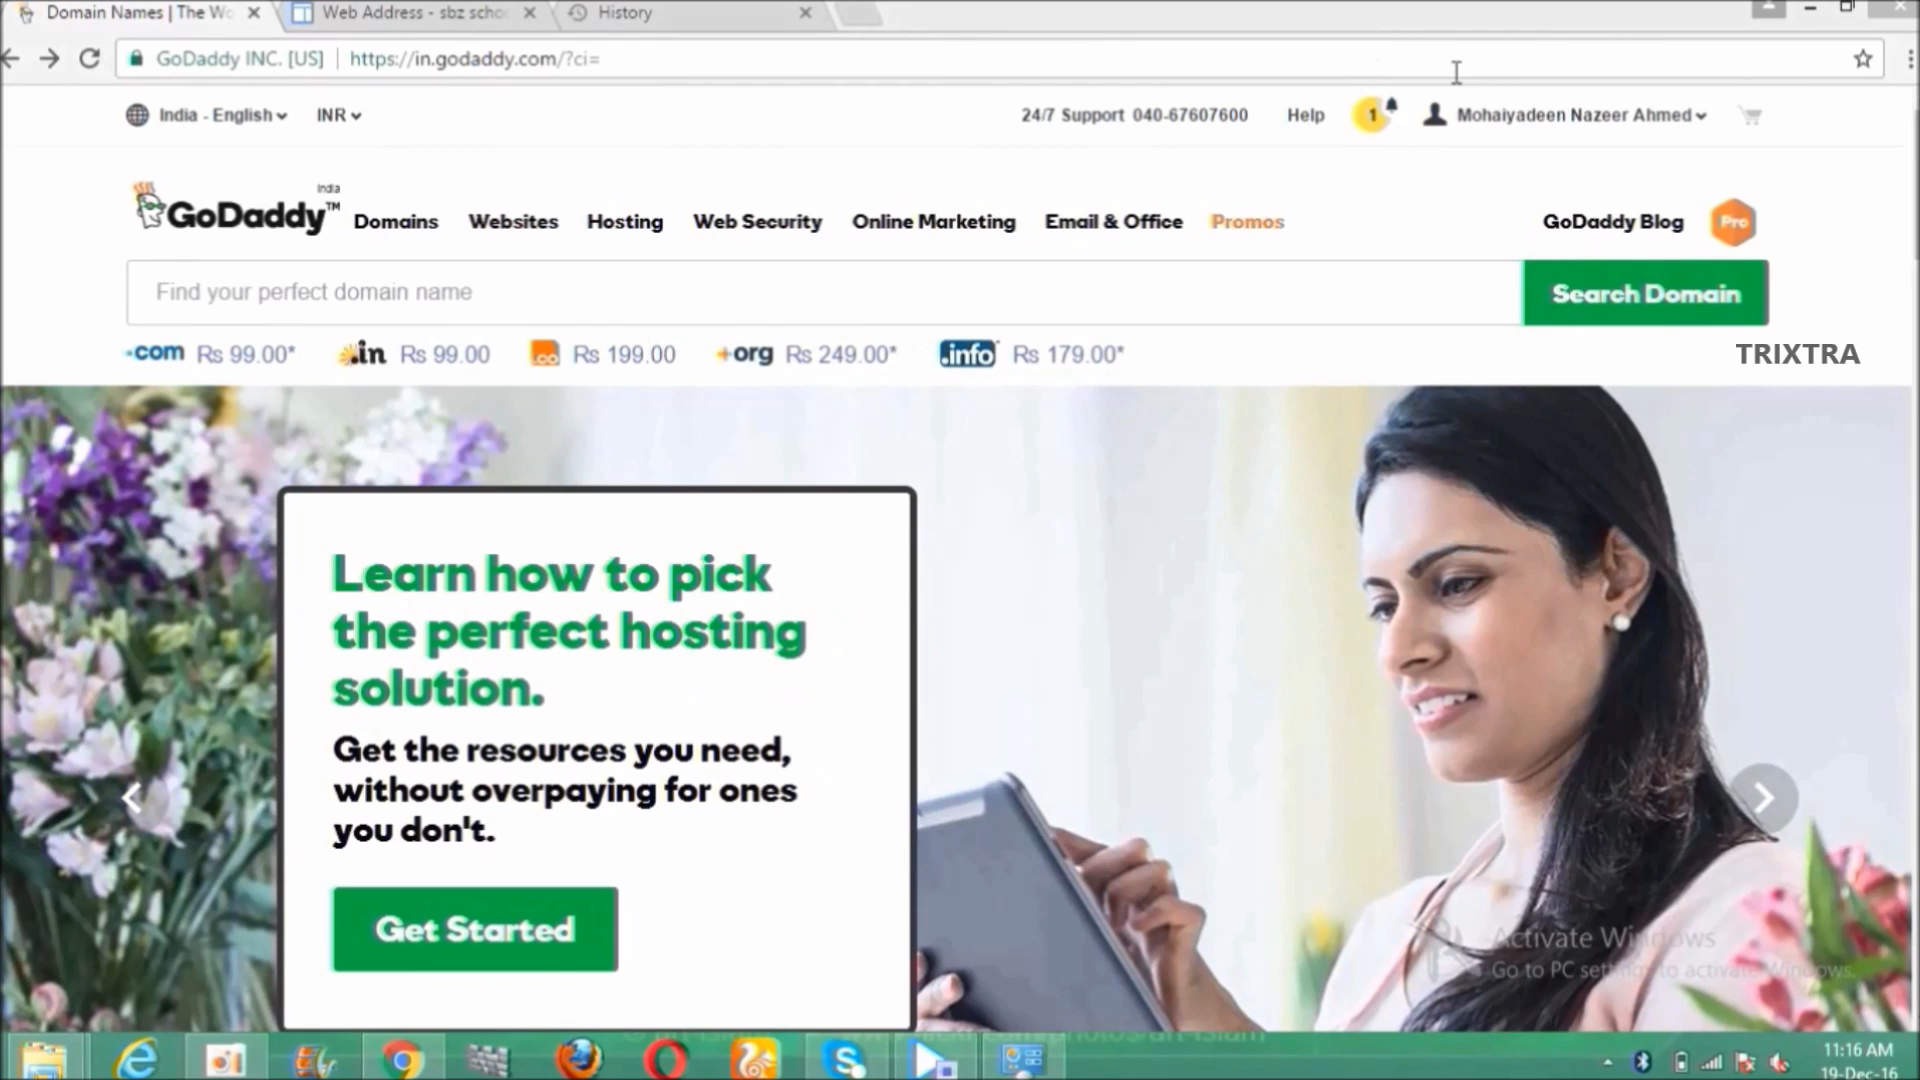 Domain Names | The Wo
Web Address - sbz schoo
History
GoDaddy INC. [US] | https://in.godaddy.com/?ci=
India - English INR 24/7 Support 040-67607600 Help 1 Mohaiyadeen Nazeer Ahmed
India
GoDaddy™ Domains Websites Hosting Web Security Online Marketing Email & Office Promos GoDaddy Blog Pro
Find your perfect domain name Search Domain
.com Rs 99.00* .in Rs 99.00 .co Rs 199.00 +org Rs 249.00* .info Rs 179.00*
TRIXTRA
Learn how to pick
the perfect hosting
solution.
Get the resources you need,
without overpaying for ones
you don't.
Get Started
Activate Windows
Go to PC settings to activate Windows.
11:16 AM
19-Dec-16